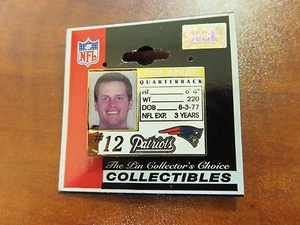 NFL
QUARTERBACK
HT 6' 4"
WT 220
DOB 8-3-77
NFL EXP. 3 YEARS
#12 Patriots
The Pin Collector's Choice
COLLECTIBLES